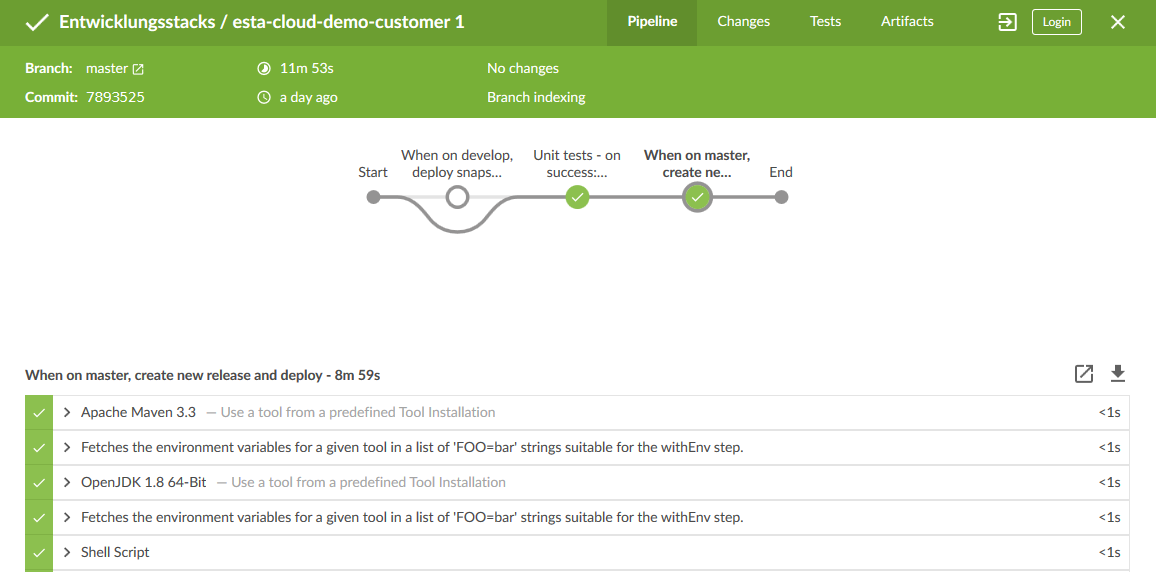 Entwicklungsstacks / esta-cloud-demo-customer 1
Pipeline Changes Tests Artifacts Login
Branch: master 11m 53s No changes
Commit: 7893525 a day ago Branch indexing
Start
When on develop,
deploy snaps...
Unit tests - on
success:...
When on master,
create ne...
End
When on master, create new release and deploy - 8m 59s
Apache Maven 3.3 — Use a tool from a predefined Tool Installation <1s
Fetches the environment variables for a given tool in a list of 'FOO=bar' strings suitable for the withEnv step. <1s
OpenJDK 1.8 64-Bit — Use a tool from a predefined Tool Installation <1s
Fetches the environment variables for a given tool in a list of 'FOO=bar' strings suitable for the withEnv step. <1s
Shell Script <1s